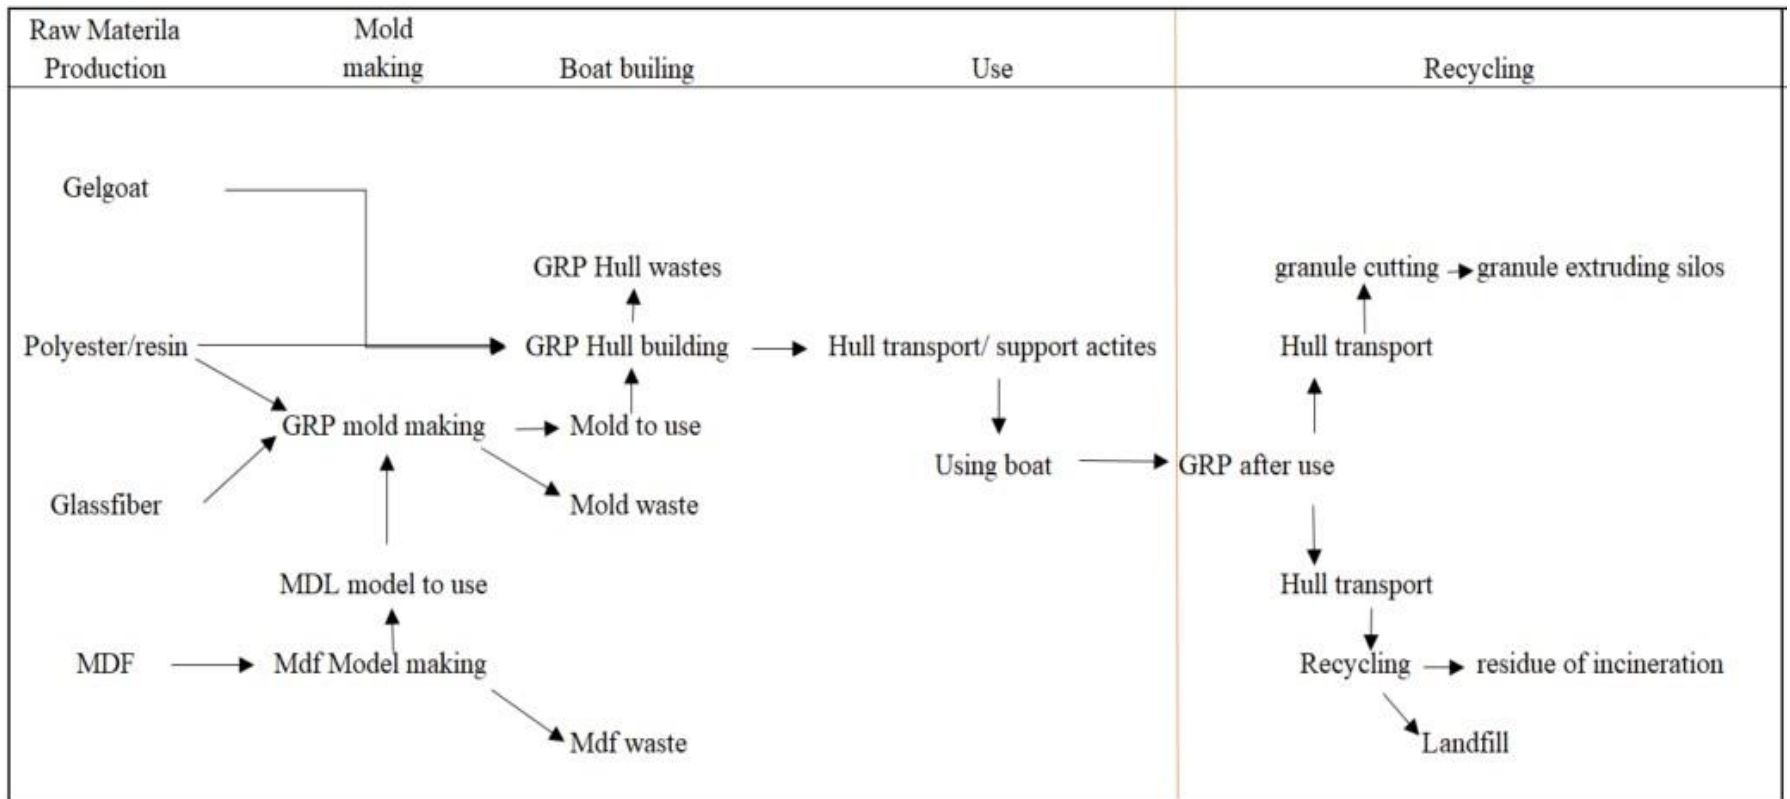 Raw Materila
Production
Mold
making
Boat builing
Use
Recycling
Gelgoat
GRP Hull wastes
granule cutting
granule extruding silos
Polyester/resin
GRP Hull building
Hull transport/ support actites
Hull transport
GRP mold making
Mold to use
Using boat
GRP after use
Glassfiber
Mold waste
MDL model to use
Hull transport
MDF
Mdf Model making
Recycling
residue of incineration
Mdf waste
Landfill